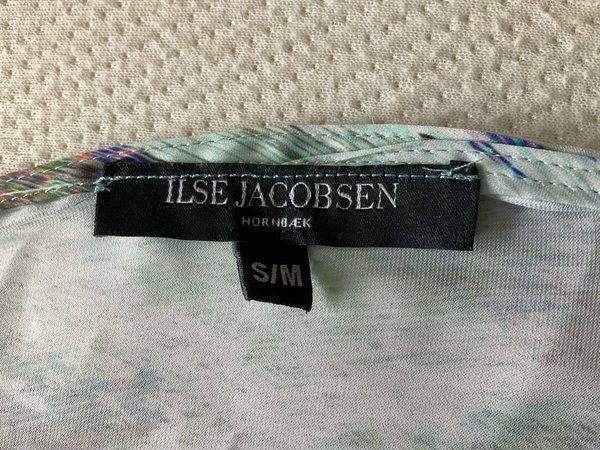 ILSE JACOBSEN
HORNBÆK
S/M